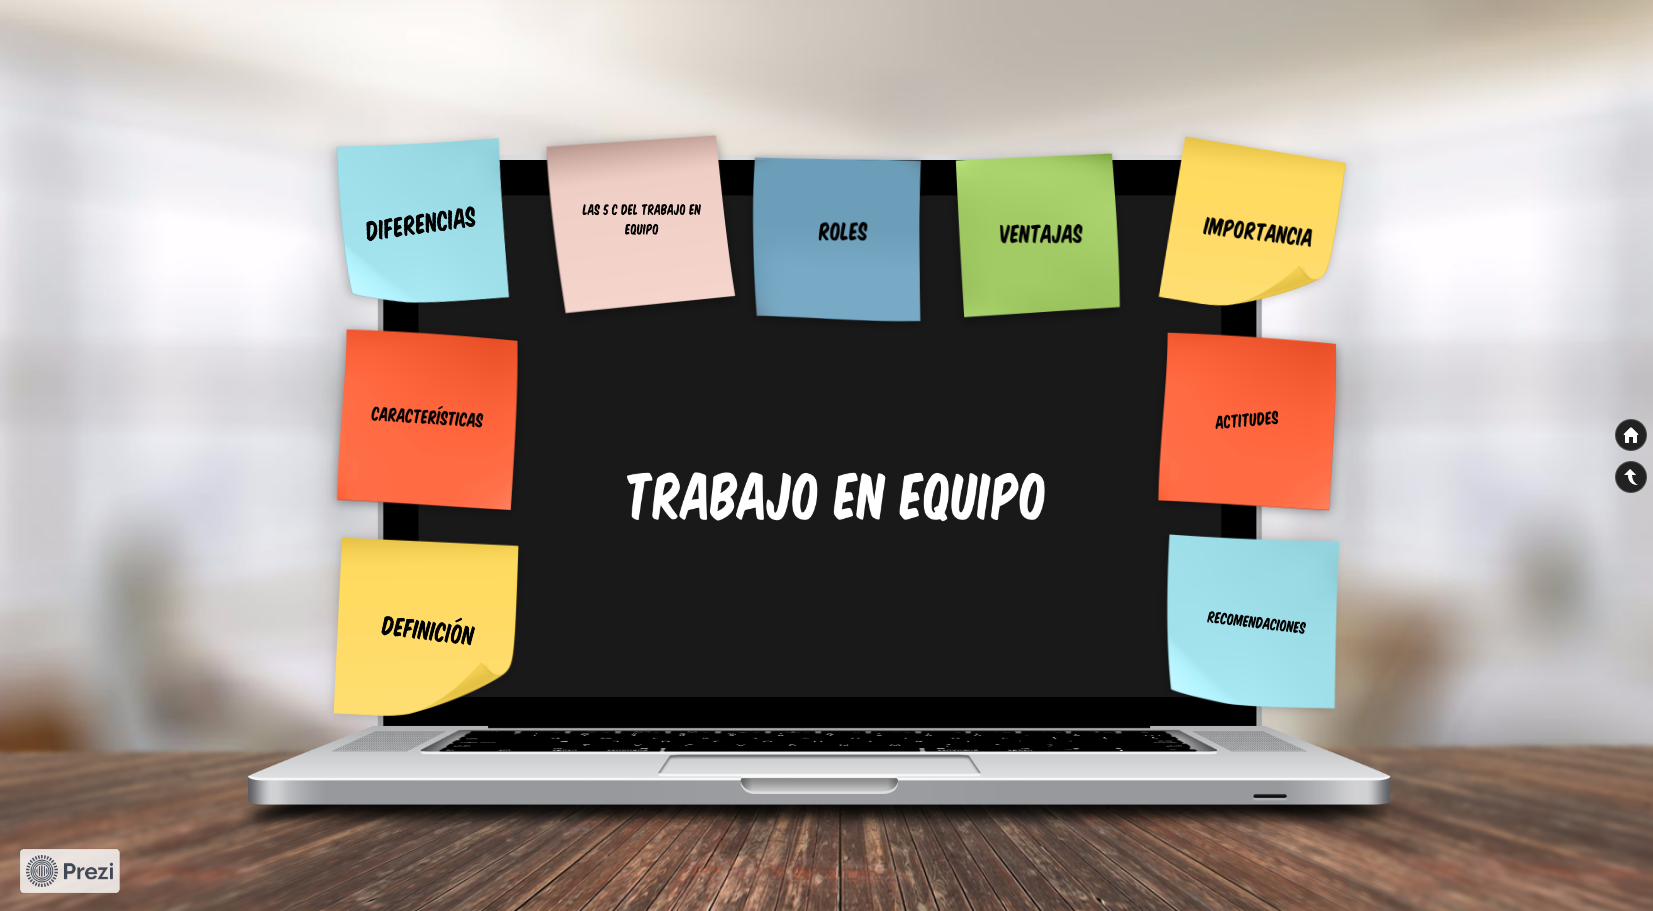 DIFERENCIAS
LAS 5 C DEL TRABAJO EN
EQUIPO
ROLES
VENTAJAS
IMPORTANCIA
CARACTERÍSTICAS
ACTITUDES
TRABAJO EN EQUIPO
DEFINICIÓN
RECOMENDACIONES
Prezi